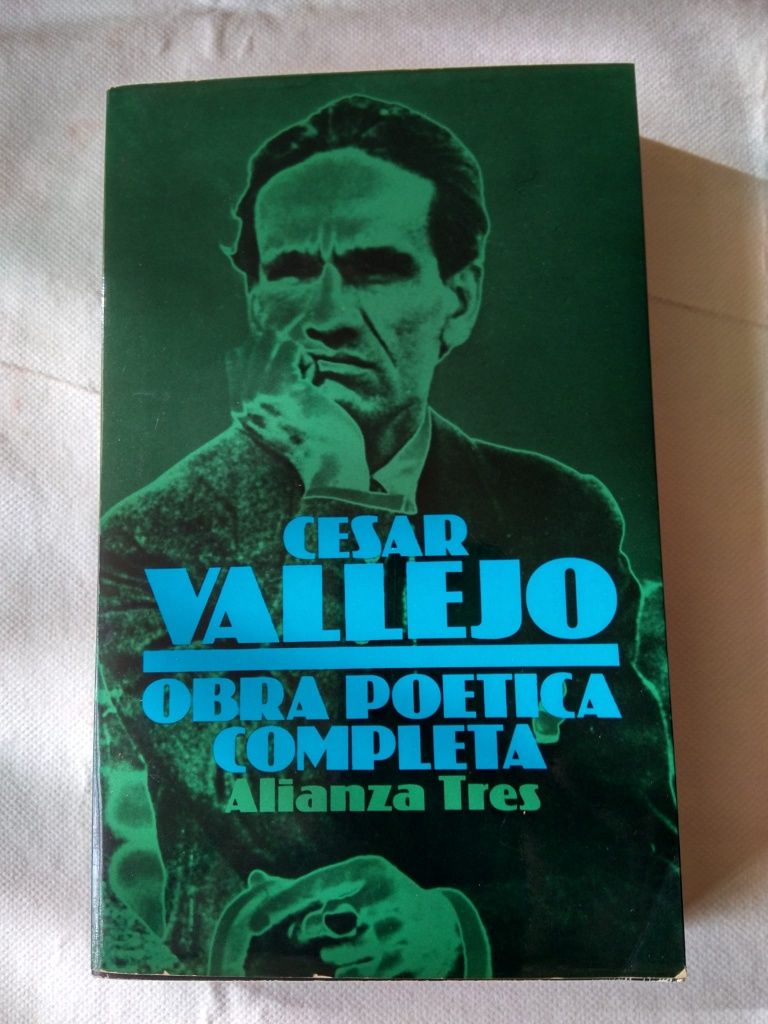 CESAR
VALLEJO
OBRA POETICA
COMPLETA
Alianza Tres